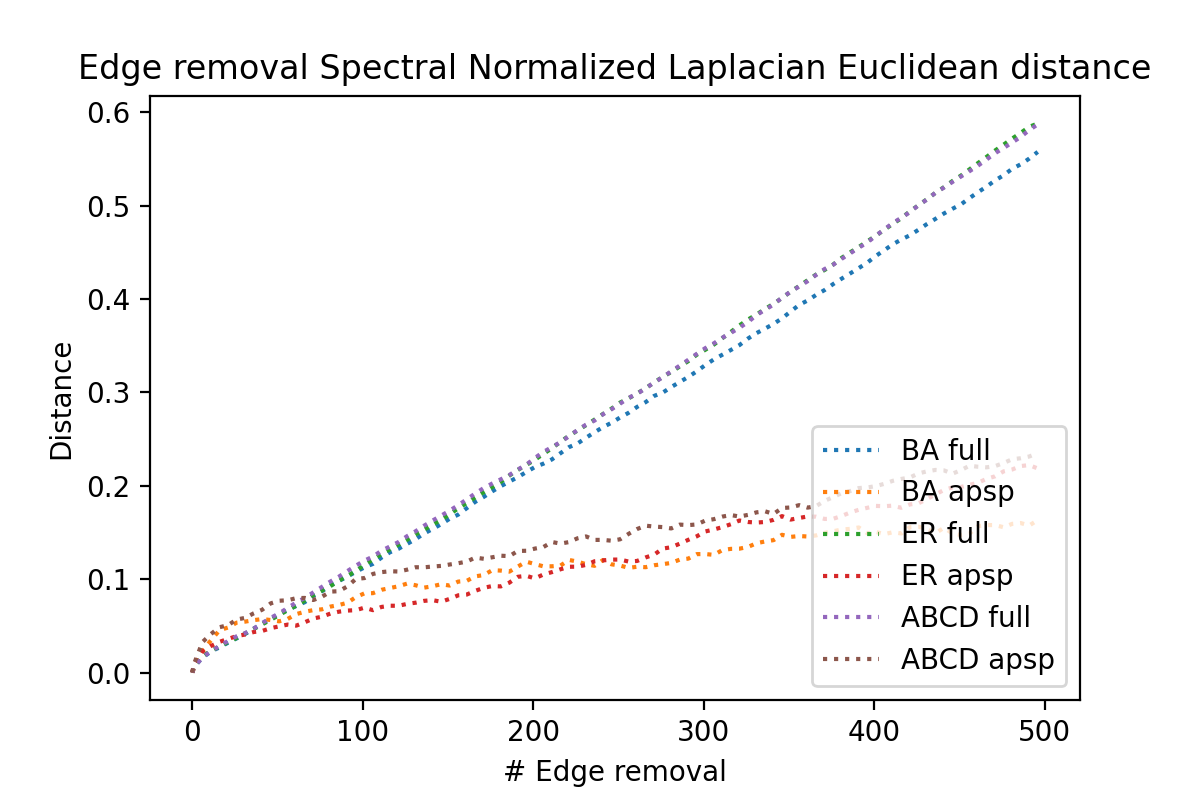 Edge removal Spectral Normalized Laplacian Euclidean distance
0.6
0.5
0.4
0.3
0.2
0.1
0.0
Distance
BA full
BA apsp
ER full
ER apsp
ABCD full
ABCD apsp
0 100 200 300 400 500
# Edge removal